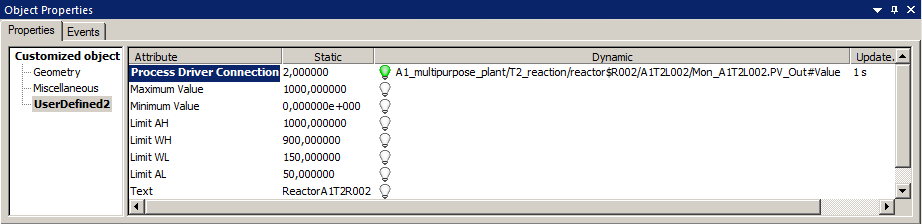 Object Properties
Properties Events
Customized object
Geometry
Miscellaneous
UserDefined2
Attribute Static Dynamic Update.
Process Driver Connection 2,000000 A1_multipurpose_plant/T2_reaction/reactor$R002/A1T2L002/Mon_A1T2L002.PV_Out#Value 1 s
Maximum Value 1000,000000
Minimum Value 0,000000e+000
Limit AH 1000,000000
Limit WH 900,000000
Limit WL 150,000000
Limit AL 50,000000
Text ReactorA1T2R002